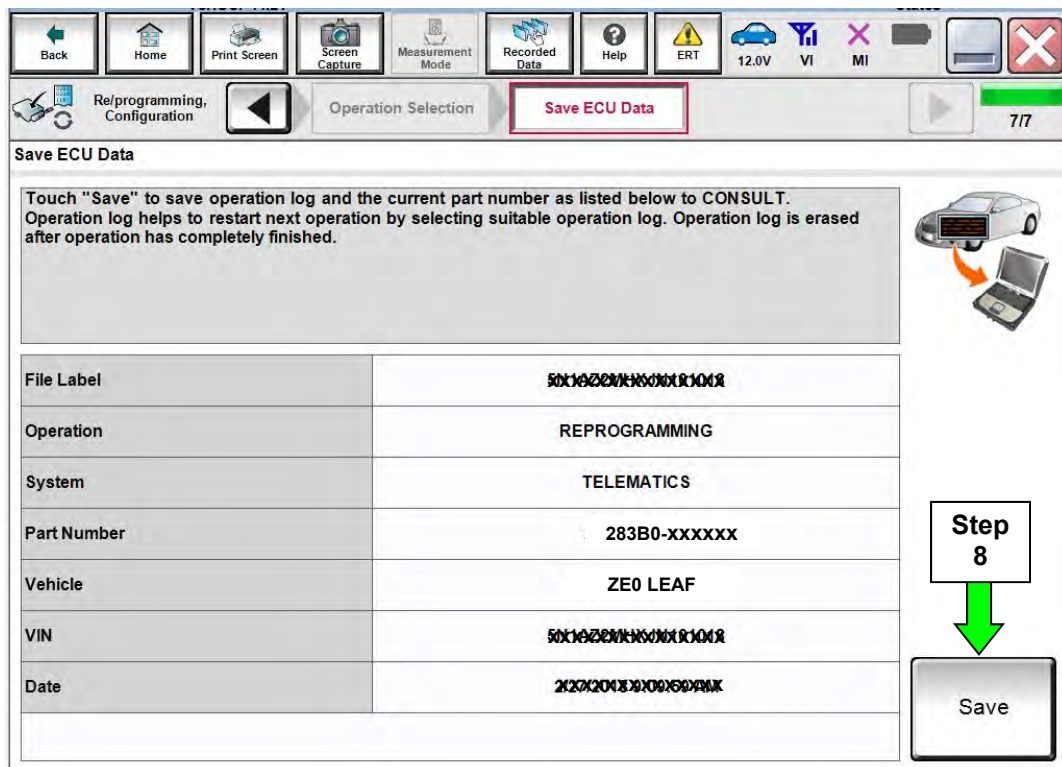 Back
Home
Print Screen
Screen
Capture
Measurement
Mode
Recorded
Data
Help
ERT
12.0V
VI
MI
Re/programming,
Configuration
Operation Selection
Save ECU Data
7/7
Save ECU Data
Touch "Save" to save operation log and the current part number as listed below to CONSULT.
Operation log helps to restart next operation by selecting suitable operation log. Operation log is erased
after operation has completely finished.
File Label
Operation
REPROGRAMMING
System
TELEMATICS
Part Number
283B0-xxxxxx
Vehicle
ZE0 LEAF
VIN
Date
Step
8
Save